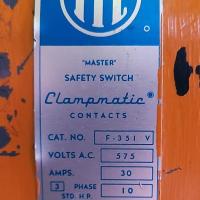 "MASTER"
SAFETY SWITCH
Clampmatic®
CONTACTS
CAT. NO. F-351 V
VOLTS A.C. 575
AMPS. 30
3 PHASE 10
STD. H.P.